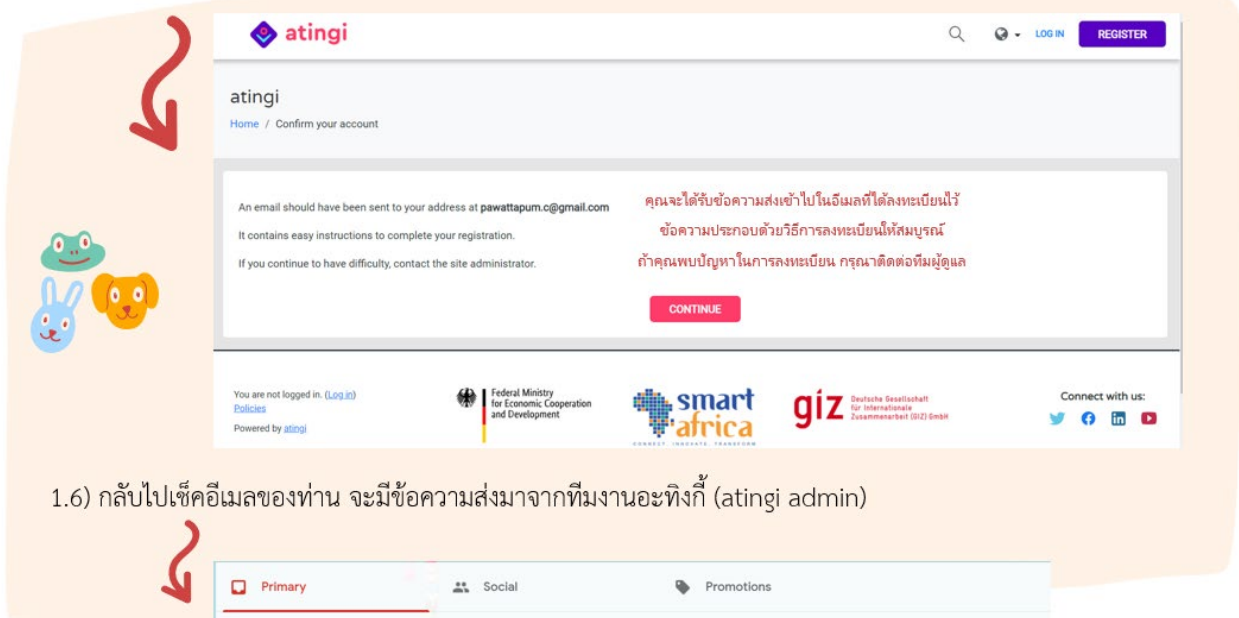 atingi
LOG IN
REGISTER
atingi
Home / Confirm your account
An email should have been sent to your address at pawattapum.c@gmail.com
It contains easy instructions to complete your registration.
If you continue to have difficulty, contact the site administrator.
คุณจะได้รับข้อความส่งเข้าไปในอีเมลที่ได้ลงทะเบียนไว้
ข้อความประกอบด้วยวิธีการลงทะเบียนให้สมบูรณ์
ถ้าคุณพบปัญหาในการลงทะเบียน กรุณาติดต่อทีมผู้ดูแล
CONTINUE
You are not logged in. (Log in)
Policies
Powered by atingi
Federal Ministry
for Economic Cooperation
and Development
smart
africa
CONNECT. INNOVATE. TRANSFORM
giz
Deutsche Gesellschaft
für Internationale
Zusammenarbeit (GIZ) GmbH
Connect with us:
1.6) กลับไปเช็คอีเมลของท่าน จะมีข้อความส่งมาจากทีมงานอะทิงกี้ (atingi admin)
Primary
Social
Promotions